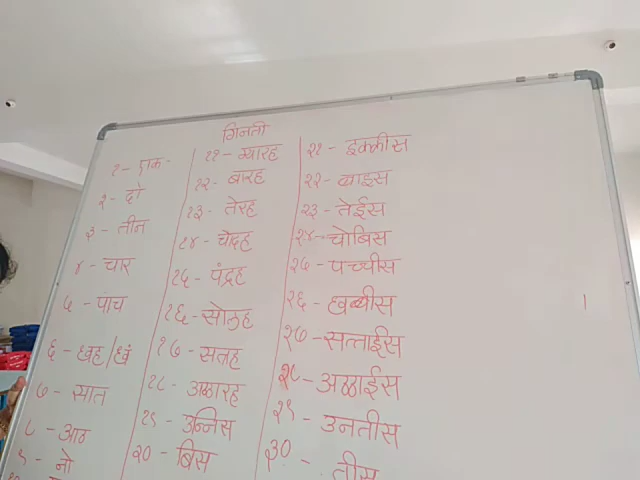 गिनती
१ - एक -
२ - दो
३ - तीन
४ - चार
५ - पांच
६ - छह / छः
७ - सात
८ - आठ
९ - नो
११ - ग्यारह
१२ - बारह
१३ - तेरह
१४ - चोदह
१५ - पंद्रह
१६ - सोलह
१७ - सत्रह
१८ - अठ्ठारह
१९ - उन्निस
२० - बिस
२१ - इक्कीस
२२ - बाइस
२३ - तेईस
२४ - चोबिस
२५ - पच्चीस
२६ - छब्बीस
२७ - सत्ताईस
२८ - अठ्ठाईस
२९ - उनतीस
३० - तीस